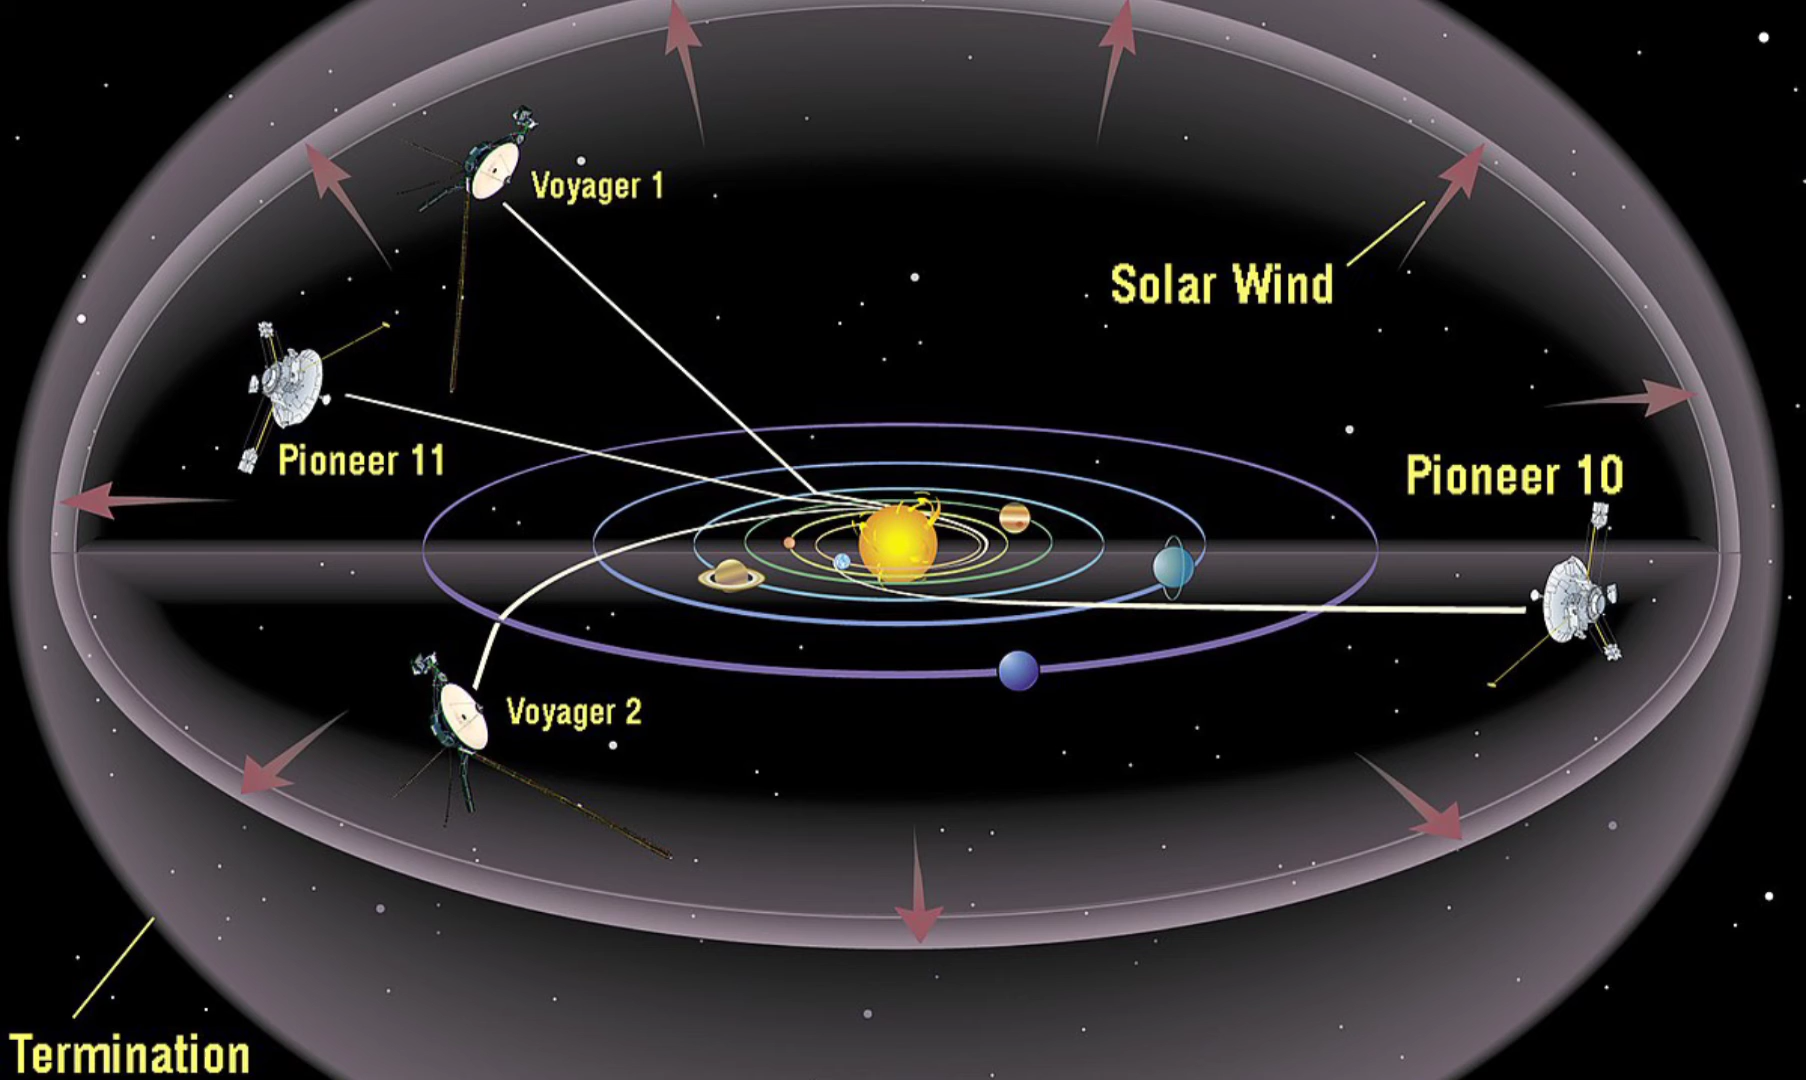 Voyager 1
Solar Wind
Pioneer 11
Pioneer 10
Voyager 2
Termination